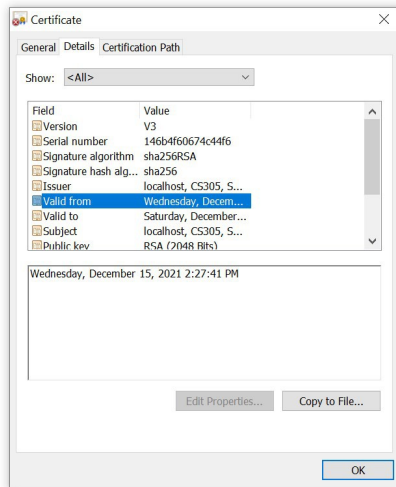 Certificate
General Details Certification Path
Show: <All>
Field Value
Version V3
Serial number 146b4f60674c44f6
Signature algorithm sha256RSA
Signature hash alg... sha256
Issuer localhost, CS305, S...
Valid from Wednesday, Decem...
Valid to Saturday, December...
Subject localhost, CS305, S...
Public key RSA (2048 Bits)
Wednesday, December 15, 2021 2:27:41 PM
Edit Properties... Copy to File...
OK